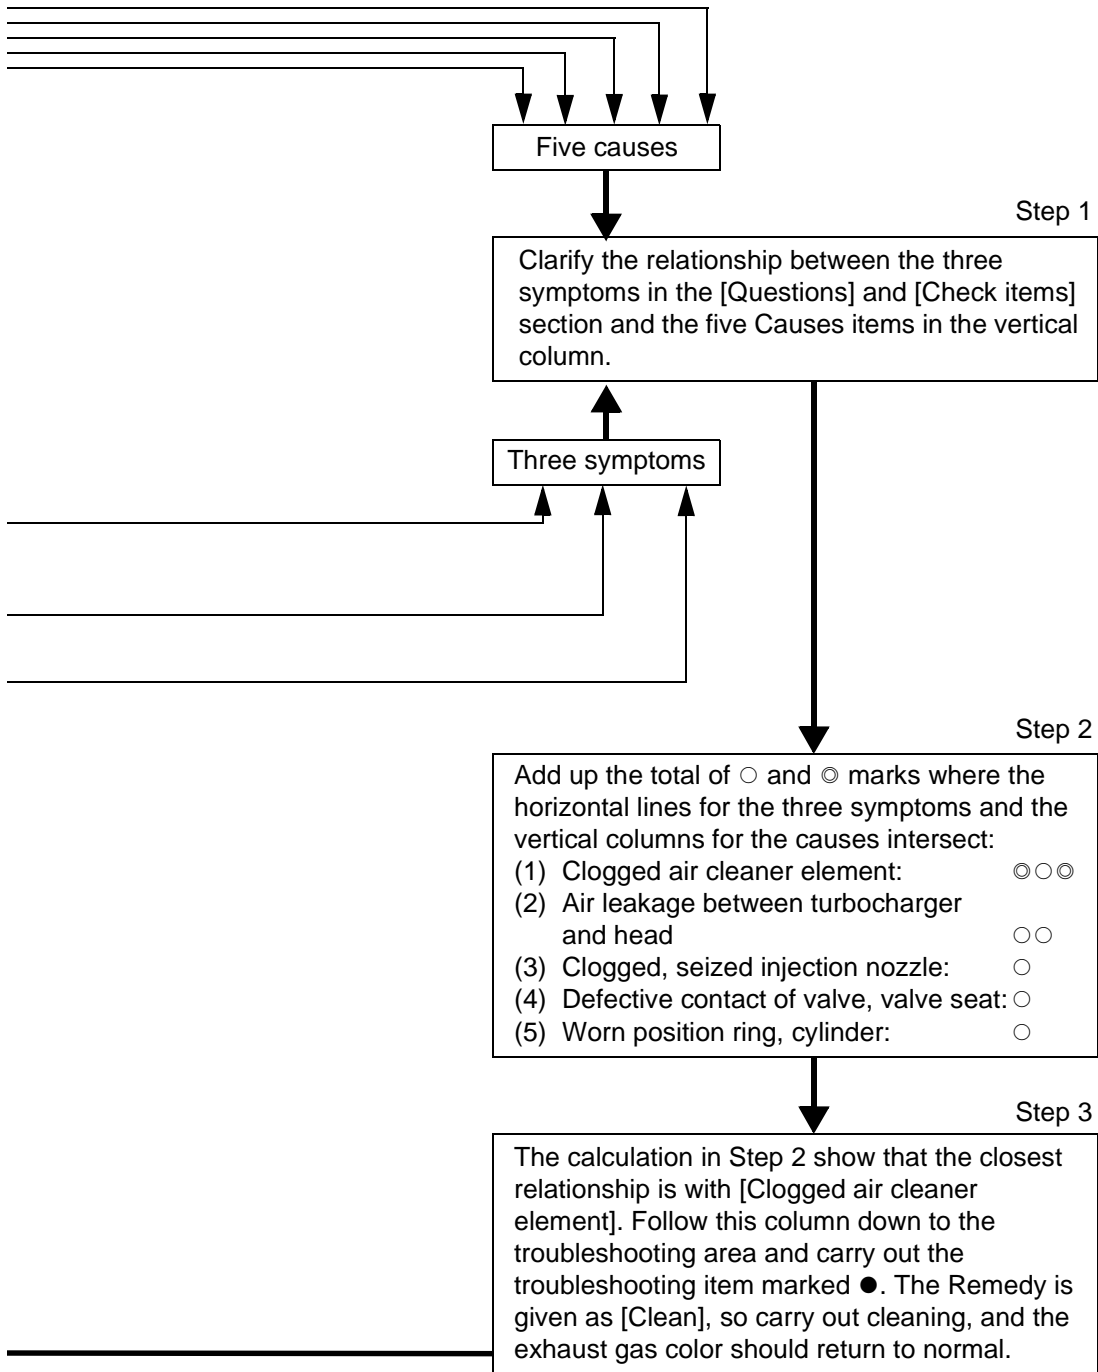 Five causes
Step 1
Clarify the relationship between the three
symptoms in the [Questions] and [Check items]
section and the five Causes items in the vertical
column.
Three symptoms
Step 2
Add up the total of ○ and ◎ marks where the
horizontal lines for the three symptoms and the
vertical columns for the causes intersect:
(1) Clogged air cleaner element: ◎○◎
(2) Air leakage between turbocharger
and head ○○
(3) Clogged, seized injection nozzle: ○
(4) Defective contact of valve, valve seat: ○
(5) Worn position ring, cylinder: ○
Step 3
The calculation in Step 2 show that the closest
relationship is with [Clogged air cleaner
element]. Follow this column down to the
troubleshooting area and carry out the
troubleshooting item marked ●. The Remedy is
given as [Clean], so carry out cleaning, and the
exhaust gas color should return to normal.